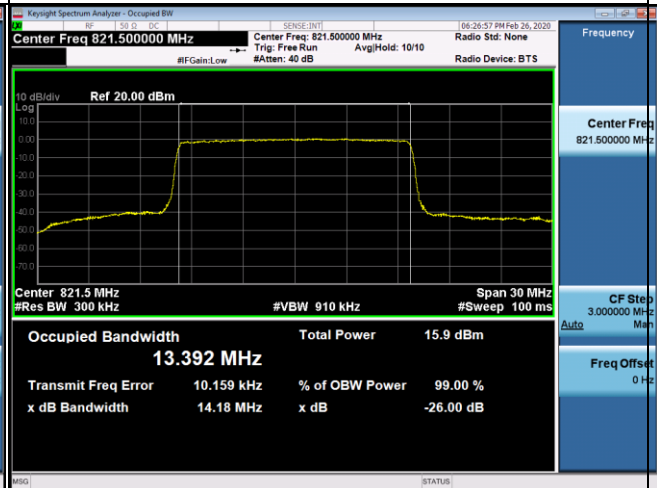 Keysight Spectrum Analyzer - Occupied BW
RF 50 Ω DC SENSE:INT 06:26:57 PM Feb 26, 2020
Center Freq 821.500000 MHz Center Freq: 821.500000 MHz Radio Std: None Frequency
Trig: Free Run Avg|Hold: 10/10
#IFGain:Low #Atten: 40 dB Radio Device: BTS
10 dB/div Ref 20.00 dBm
Log
10.0
0.00
-10.0
-20.0
-30.0
-40.0
-50.0
-60.0
-70.0
Center Freq
821.500000 MHz
Center 821.5 MHz Span 30 MHz
#Res BW 300 kHz #VBW 910 kHz #Sweep 100 ms
CF Step
3.000000 MHz
Auto Man
Occupied Bandwidth Total Power 15.9 dBm
13.392 MHz
Transmit Freq Error 10.159 kHz % of OBW Power 99.00 %
x dB Bandwidth 14.18 MHz x dB -26.00 dB
Freq Offset
0 Hz
MSG STATUS